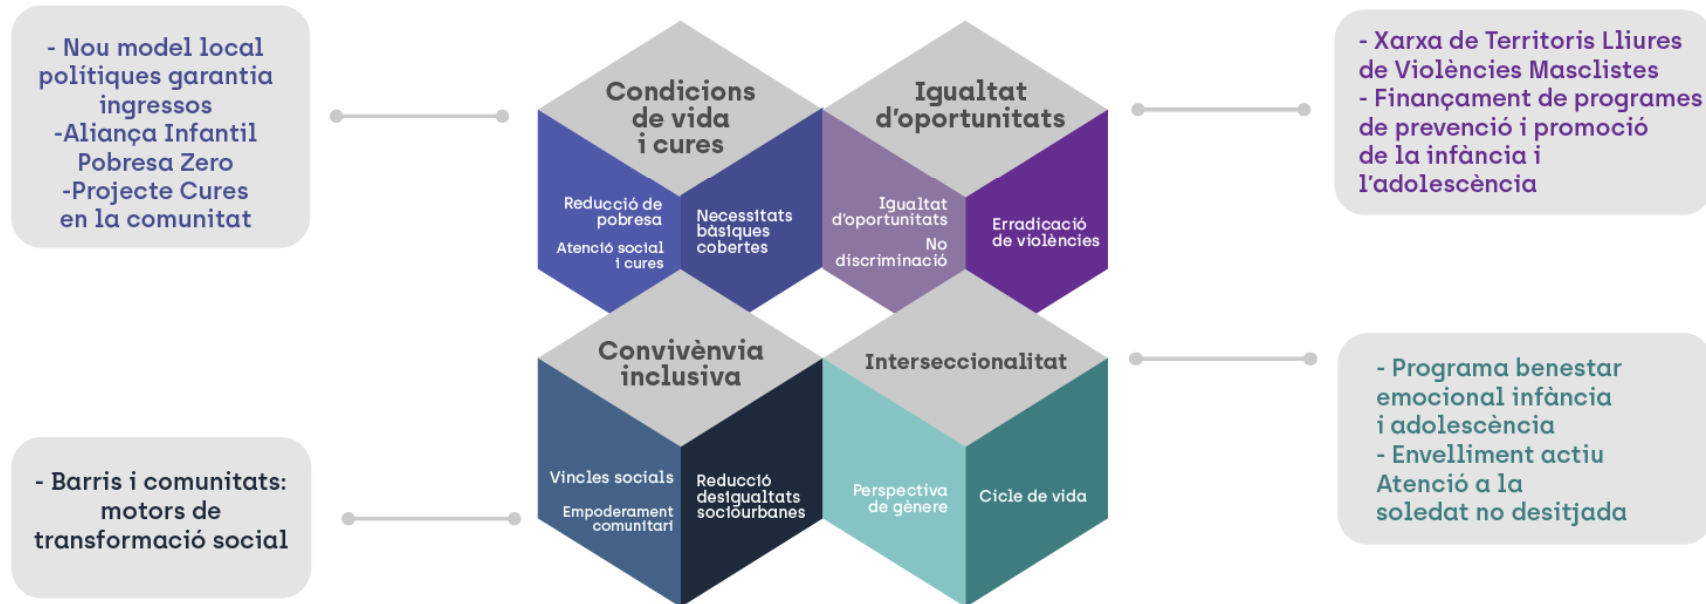 - Nou model local
polítiques garantia
ingressos
-Aliança Infantil
Pobresa Zero
-Projecte Cures
en la comunitat
Condicions
de vida
i cures
Reducció de
pobresa
Atenció social
i cures
Necessitats
bàsiques
cobertes
Igualtat
d'oportunitats
Igualtat
d'oportunitats
No
discriminació
Erradicació
de violències
- Xarxa de Territoris Lliures
de Violències Masclistes
- Finançament de programes
de prevenció i promoció
de la infància i
l'adolescència
- Barris i comunitats:
motors de
transformació social
Convivènvia
inclusiva
Vincles socials
Empoderament
comunitari
Reducció
desigualtats
sociourbanes
Interseccionalitat
Perspectiva
de gènere
Cicle de vida
- Programa benestar
emocional infància
i adolescència
- Envelliment actiu
Atenció a la
soledat no desitjada